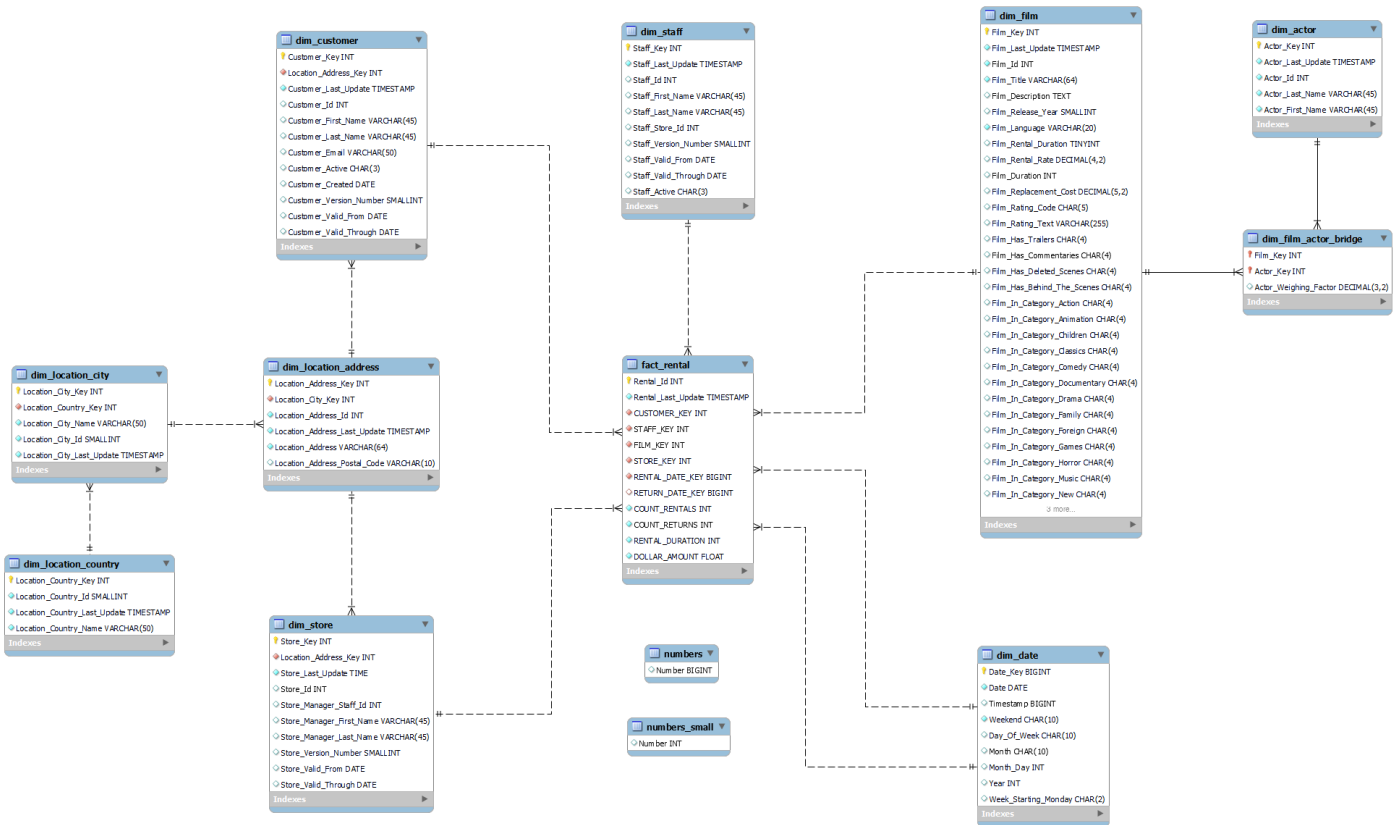 dim_customer
Customer_Key INT
Location_Address_Key INT
Customer_Last_Update TIMESTAMP
Customer_Id INT
Customer_First_Name VARCHAR(45)
Customer_Last_Name VARCHAR(45)
Customer_Email VARCHAR(50)
Customer_Active CHAR(3)
Customer_Created DATE
Customer_Version_Number SMALLINT
Customer_Valid_From DATE
Customer_Valid_Through DATE
Indexes
dim_staff
Staff_Key INT
Staff_Last_Update TIMESTAMP
Staff_Id INT
Staff_First_Name VARCHAR(45)
Staff_Last_Name VARCHAR(45)
Staff_Store_Id INT
Staff_Version_Number SMALLINT
Staff_Valid_From DATE
Staff_Valid_Through DATE
Staff_Active CHAR(3)
Indexes
dim_film
Film_Key INT
Film_Last_Update TIMESTAMP
Film_Id INT
Film_Title VARCHAR(64)
Film_Description TEXT
Film_Release_Year SMALLINT
Film_Language VARCHAR(20)
Film_Rental_Duration TINYINT
Film_Rental_Rate DECIMAL(4,2)
Film_Duration INT
Film_Replacement_Cost DECIMAL(5,2)
Film_Rating_Code CHAR(5)
Film_Rating_Text VARCHAR(255)
Film_Has_Trailers CHAR(4)
Film_Has_Commentaries CHAR(4)
Film_Has_Deleted_Scenes CHAR(4)
Film_Has_Behind_The_Scenes CHAR(4)
Film_In_Category_Action CHAR(4)
Film_In_Category_Animation CHAR(4)
Film_In_Category_Children CHAR(4)
Film_In_Category_Classics CHAR(4)
Film_In_Category_Comedy CHAR(4)
Film_In_Category_Documentary CHAR(4)
Film_In_Category_Drama CHAR(4)
Film_In_Category_Family CHAR(4)
Film_In_Category_Foreign CHAR(4)
Film_In_Category_Games CHAR(4)
Film_In_Category_Horror CHAR(4)
Film_In_Category_Music CHAR(4)
Film_In_Category_New CHAR(4)
3 more...
Indexes
dim_actor
Actor_Key INT
Actor_Last_Update TIMESTAMP
Actor_Id INT
Actor_Last_Name VARCHAR(45)
Actor_First_Name VARCHAR(45)
Indexes
dim_film_actor_bridge
Film_Key INT
Actor_Key INT
Actor_Weighing_Factor DECIMAL(3,2)
Indexes
dim_location_city
Location_City_Key INT
Location_Country_Key INT
Location_City_Name VARCHAR(50)
Location_City_Id SMALLINT
Location_City_Last_Update TIMESTAMP
Indexes
dim_location_address
Location_Address_Key INT
Location_City_Key INT
Location_Address_Id INT
Location_Address_Last_Update TIMESTAMP
Location_Address VARCHAR(64)
Location_Address_Postal_Code VARCHAR(10)
Indexes
fact_rental
Rental_Id INT
Rental_Last_Update TIMESTAMP
CUSTOMER_KEY INT
STAFF_KEY INT
FILM_KEY INT
STORE_KEY INT
RENTAL_DATE_KEY BIGINT
RETURN_DATE_KEY BIGINT
COUNT_RENTALS INT
COUNT_RETURNS INT
RENTAL_DURATION INT
DOLLAR_AMOUNT FLOAT
Indexes
dim_location_country
Location_Country_Key INT
Location_Country_Id SMALLINT
Location_Country_Last_Update TIMESTAMP
Location_Country_Name VARCHAR(50)
Indexes
dim_store
Store_Key INT
Location_Address_Key INT
Store_Last_Update TIME
Store_Id INT
Store_Manager_Staff_Id INT
Store_Manager_First_Name VARCHAR(45)
Store_Manager_Last_Name VARCHAR(45)
Store_Version_Number SMALLINT
Store_Valid_From DATE
Store_Valid_Through DATE
Indexes
numbers
Number BIGINT
numbers_small
Number INT
dim_date
Date_Key BIGINT
Date DATE
Timestamp BIGINT
Weekend CHAR(10)
Day_Of_Week CHAR(10)
Month CHAR(10)
Month_Day INT
Year INT
Week_Starting_Monday CHAR(2)
Indexes